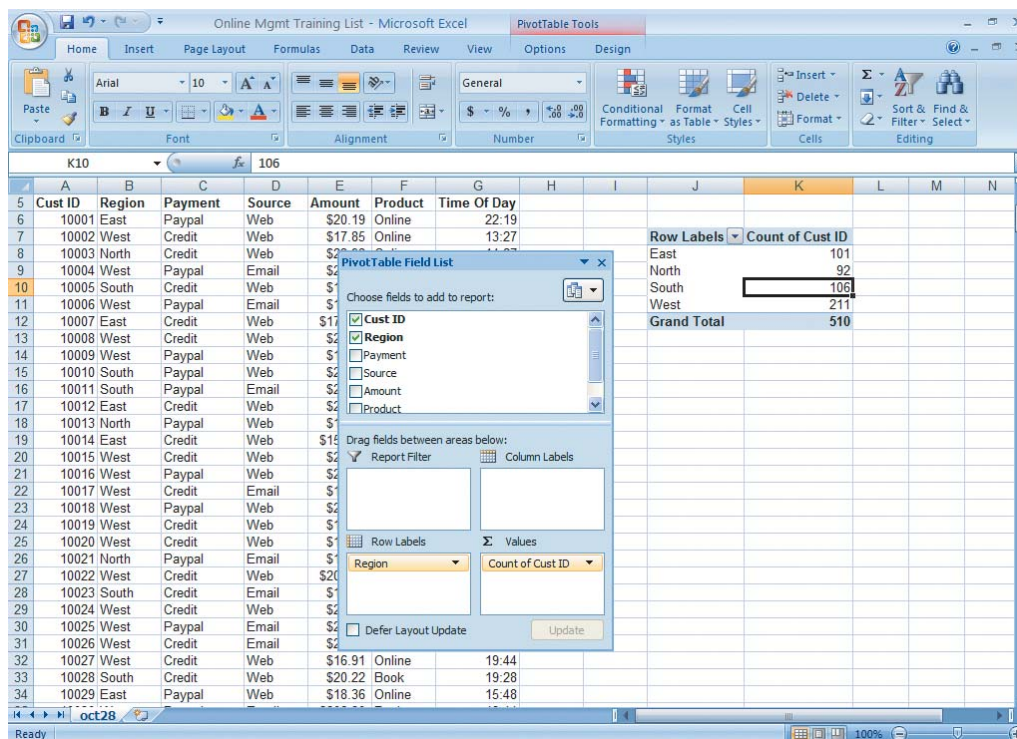 Online Mgmt Training List - Microsoft Excel
PivotTable Tools
Home Insert Page Layout Formulas Data Review View Options Design
Paste
Arial 10
General
Conditional Formatting
Format as Table
Cell Styles
Insert
Delete
Format
Sort & Filter
Find & Select
Clipboard Font Alignment Number Styles Cells Editing
K10 fx 106
A B C D E F G H I J K L M N
5 Cust ID Region Payment Source Amount Product Time Of Day
6 10001 East Paypal Web $20.19 Online 22:19
7 10002 West Credit Web $17.85 Online 13:27 Row Labels Count of Cust ID
8 10003 North Credit Web East 101
9 10004 West Paypal Email North 92
10 10005 South Credit Web South 106
11 10006 West Paypal Email West 211
12 10007 East Credit Web Grand Total 510
13 10008 West Credit Web
14 10009 West Paypal Web
15 10010 South Paypal Web
16 10011 South Paypal Email
17 10012 East Credit Web
18 10013 North Paypal Web
19 10014 East Credit Web
20 10015 West Credit Web
21 10016 West Paypal Web
22 10017 West Credit Email
23 10018 West Paypal Web
24 10019 West Credit Web
25 10020 West Credit Web
26 10021 North Paypal Email
27 10022 West Credit Web
28 10023 South Credit Email
29 10024 West Credit Web
30 10025 West Paypal Email
31 10026 West Credit Email
32 10027 West Credit Web $16.91 Online 19:44
33 10028 South Credit Web $20.22 Book 19:28
34 10029 East Paypal Web $18.36 Online 15:48
PivotTable Field List
Choose fields to add to report:
Cust ID
Region
Payment
Source
Amount
Product
Drag fields between areas below:
Report Filter Column Labels
Row Labels Σ Values
Region Count of Cust ID
Defer Layout Update Update
oct28
Ready 100%